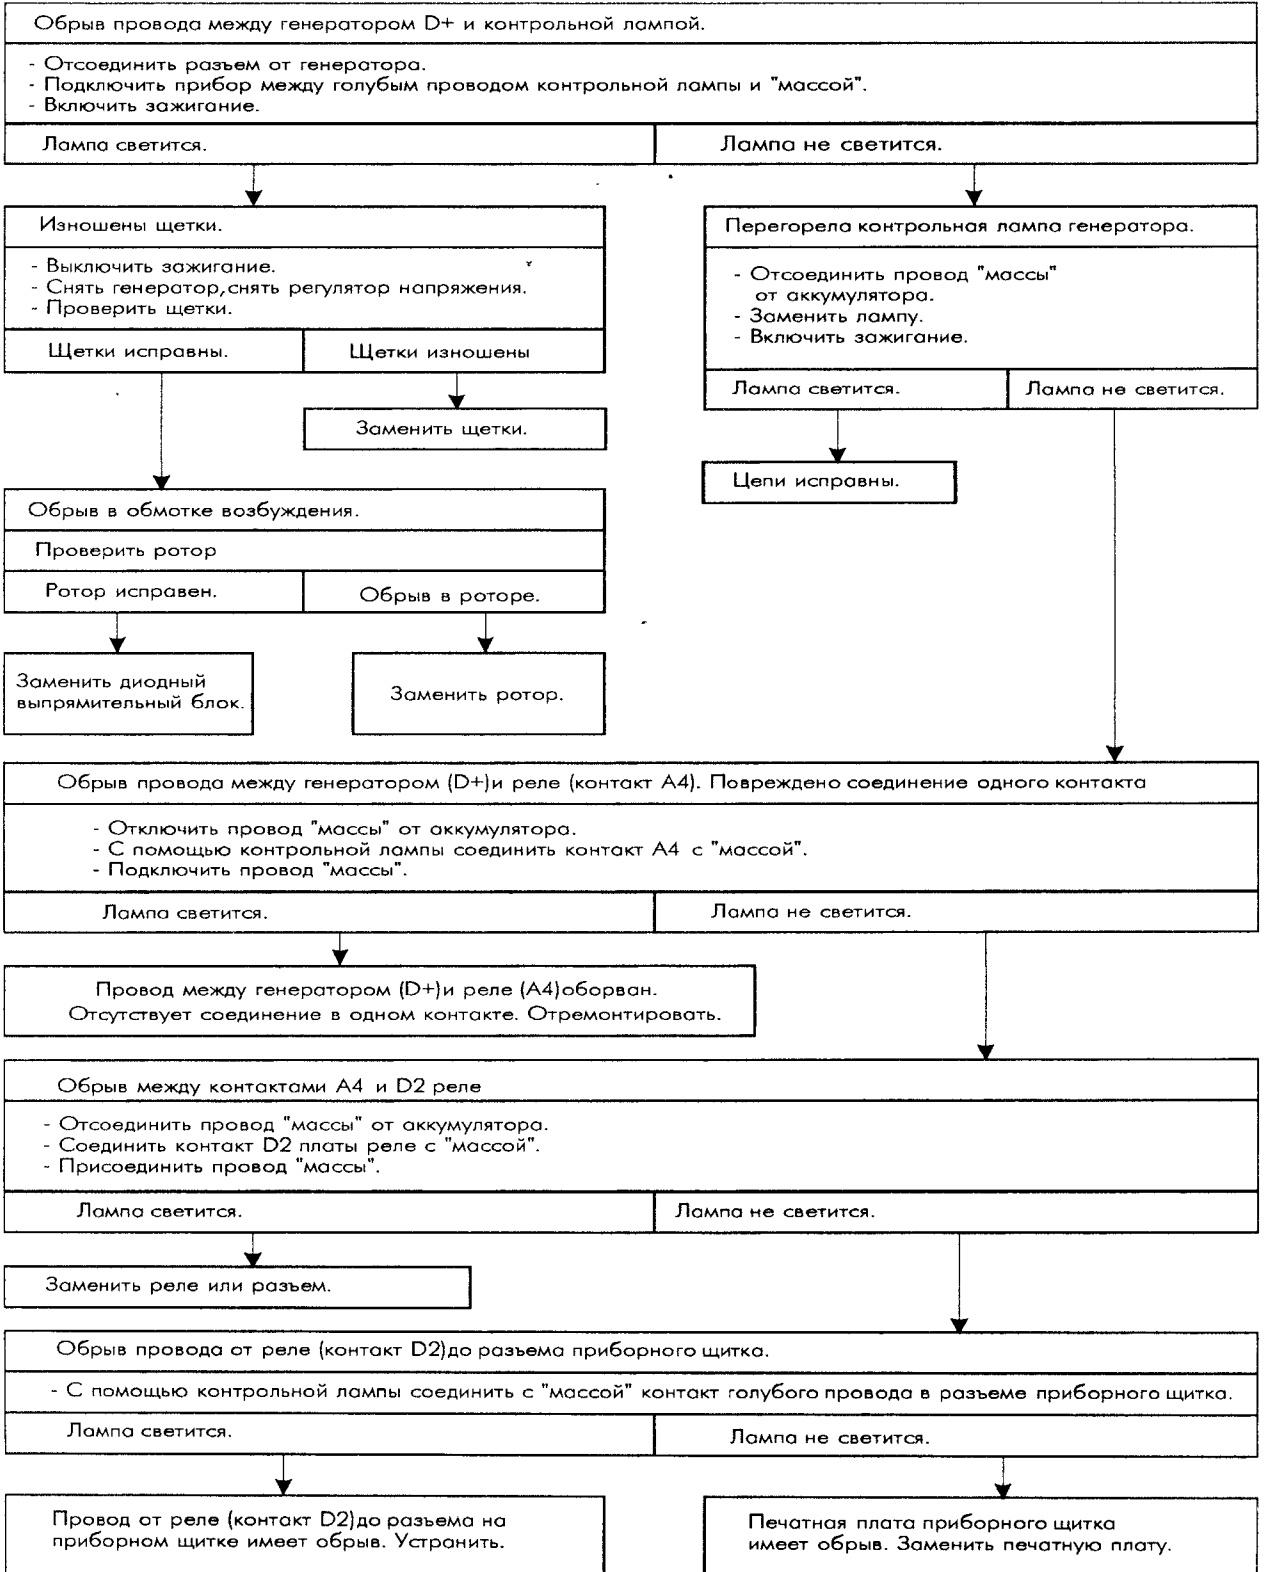 Обрыв провода между генератором D+ и контрольной лампой.
- Отсоединить разъем от генератора.
- Подключить прибор между голубым проводом контрольной лампы и "массой".
- Включить зажигание.
Лампа светится.
Лампа не светится.
Изношены щетки.
- Выключить зажигание.
- Снять генератор,снять регулятор напряжения.
- Проверить щетки.
Щетки исправны.
Щетки изношены
Заменить щетки.
Перегорела контрольная лампа генератора.
- Отсоединить провод "массы"
от аккумулятора.
- Заменить лампу.
- Включить зажигание.
Лампа светится.
Лампа не светится.
Цепи исправны.
Обрыв в обмотке возбуждения.
Проверить ротор
Ротор исправен.
Обрыв в роторе.
Заменить диодный
выпрямительный блок.
Заменить ротор.
Обрыв провода между генератором (D+)и реле (контакт А4). Повреждено соединение одного контакта
- Отключить провод "массы" от аккумулятора.
- С помощью контрольной лампы соединить контакт А4 с "массой".
- Подключить провод "массы".
Лампа светится.
Лампа не светится.
Провод между генератором (D+)и реле (А4)оборван.
Отсутствует соединение в одном контакте. Отремонтировать.
Обрыв между контактами А4 и D2 реле
- Отсоединить провод "массы" от аккумулятора.
- Соединить контакт D2 платы реле с "массой".
- Присоединить провод "массы".
Лампа светится.
Лампа не светится.
Заменить реле или разъем.
Обрыв провода от реле (контакт D2)до разъема приборного щитка.
- С помощью контрольной лампы соединить с "массой" контакт голубого провода в разъеме приборного щитка.
Лампа светится.
Лампа не светится.
Провод от реле (контакт D2)до разъема на
приборном щитке имеет обрыв. Устранить.
Печатная плата приборного щитка
имеет обрыв. Заменить печатную плату.